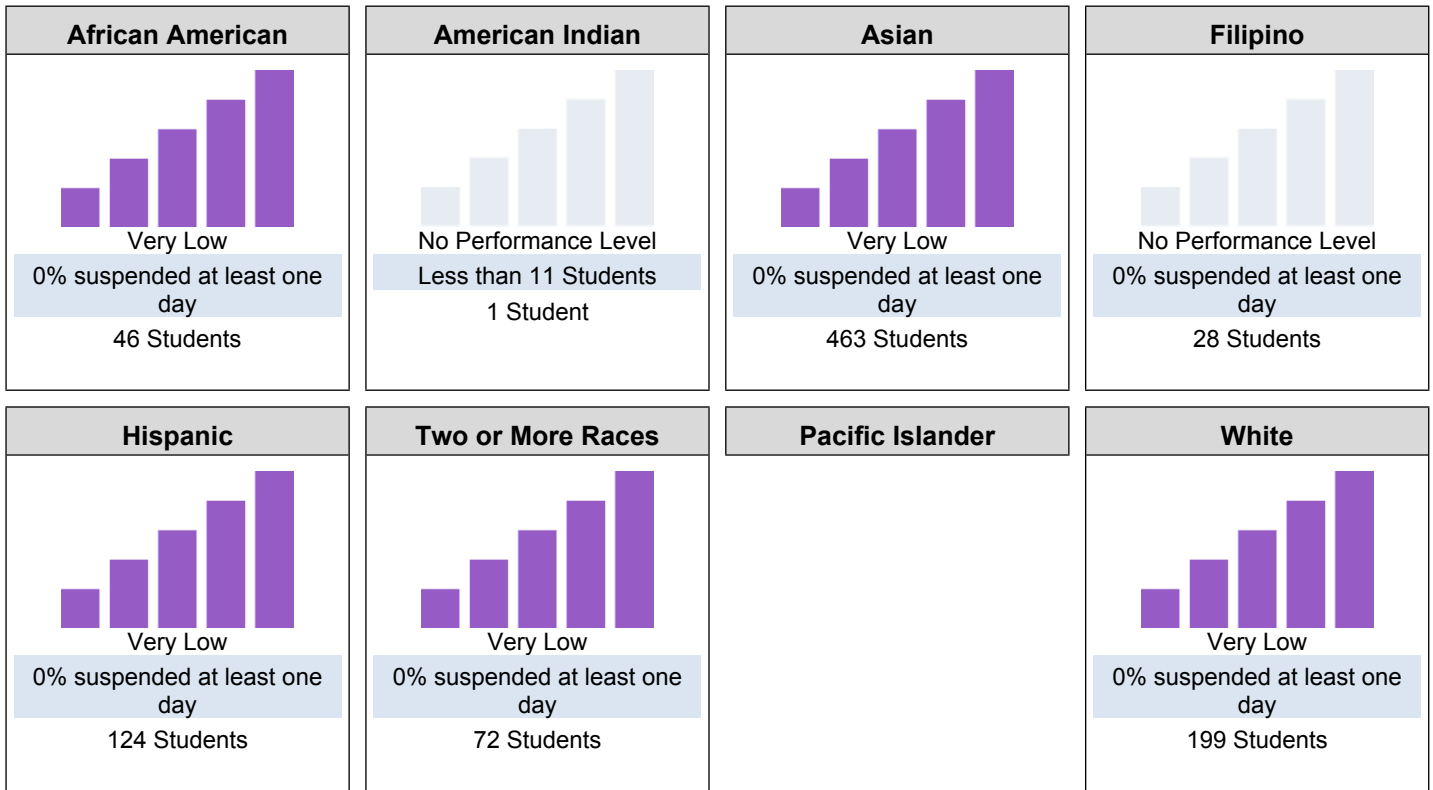 African American
Very Low
0% suspended at least one
day
46 Students
American Indian
No Performance Level
Less than 11 Students
1 Student
Asian
Very Low
0% suspended at least one
day
463 Students
Filipino
No Performance Level
0% suspended at least one
day
28 Students
Hispanic
Very Low
0% suspended at least one
day
124 Students
Two or More Races
Very Low
0% suspended at least one
day
72 Students
Pacific Islander
White
Very Low
0% suspended at least one
day
199 Students